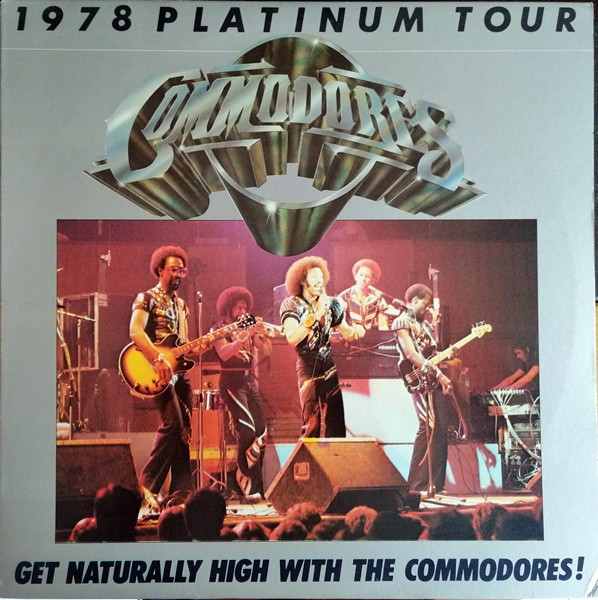 1978 PLATINUM TOUR
COMMODORES
GET NATURALLY HIGH WITH THE COMMODORES!